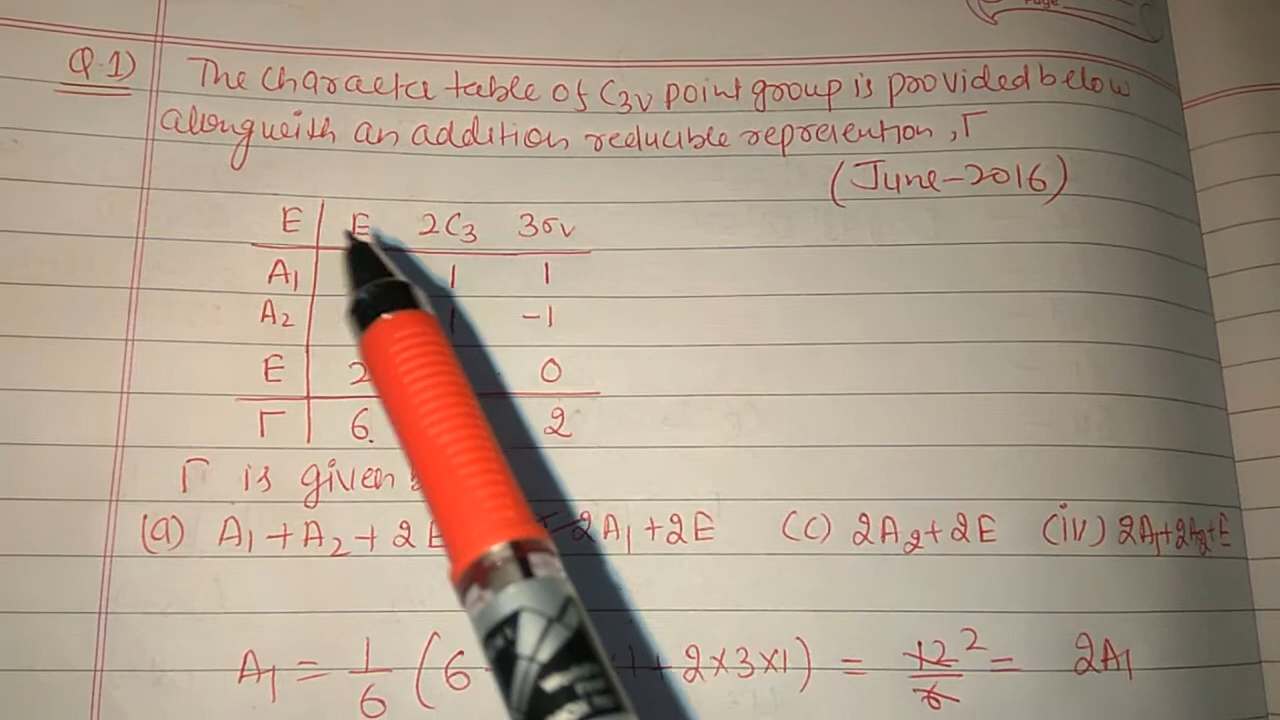 Q.1) The character table of C3v point group is provided below
alongwith an addition reducible reprention, Γ
(June-2016)
E | E 2C3 3σv
A1 | 1 1
A2 | 1 -1
E | 2 0
Γ | 6. 2
Γ is given
(a) A1 + A2 + 2E 2A1 + 2E (c) 2A2 + 2E (iv) 2A1+2A2+E
A1 = 1/6 (6 1 + 2×3×1) = 12/6 2 = 2A1